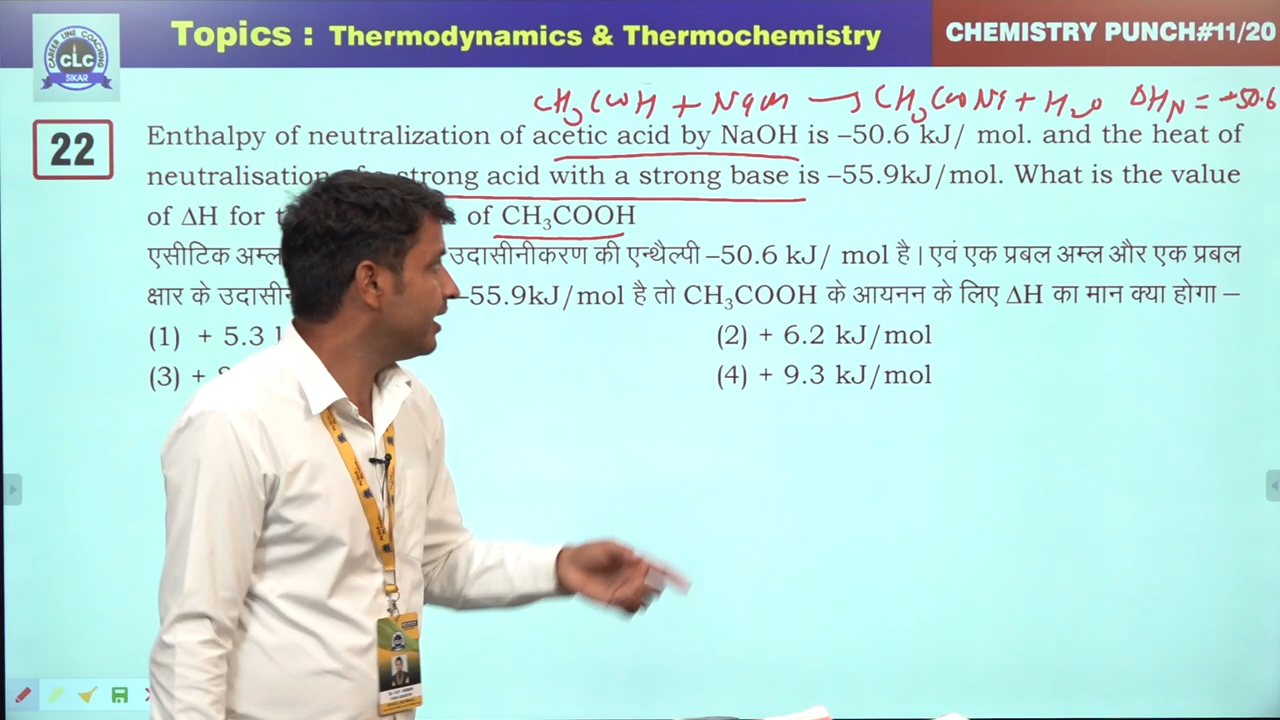 Topics : Thermodynamics & Thermochemistry
CHEMISTRY PUNCH#11/20
CAREER LINE COACHING
CLC
SIKAR
CH3COOH + NaOH → CH3COONa + H2O ΔHN = -50.6
22
Enthalpy of neutralization of acetic acid by NaOH is –50.6 kJ/ mol. and the heat of
neutralisation strong acid with a strong base is –55.9kJ/mol. What is the value
of ΔH for of CH₃COOH
एसीटिक अम्ल उदासीनीकरण की एन्थैल्पी –50.6 kJ/ mol है। एवं एक प्रबल अम्ल और एक प्रबल
क्षार के –55.9kJ/mol है तो CH₃COOH के आयनन के लिए ΔH का मान क्या होगा –
(1) + 5.3
(2) + 6.2 kJ/mol
(3) +
(4) + 9.3 kJ/mol